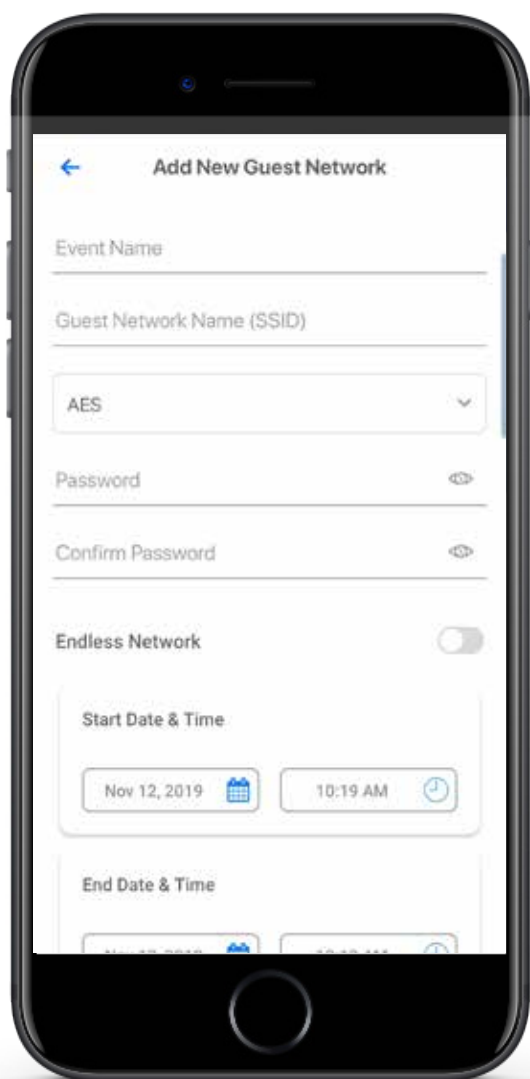 Add New Guest Network
Event Name
Guest Network Name (SSID)
AES
Password
Confirm Password
Endless Network
Start Date & Time
Nov 12, 2019 10:19 AM
End Date & Time